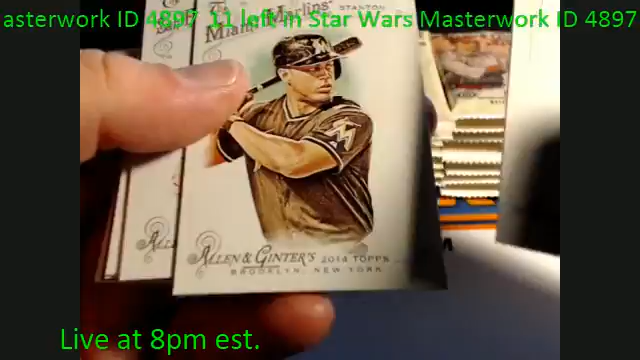 asterwork ID 4897 11 left in Star Wars Masterwork ID 4897
STANTON
Miami Marlins
ALLEN & GINTER'S 2014 TOPPS
BROOKLYN, NEW YORK
Live at 8pm est.